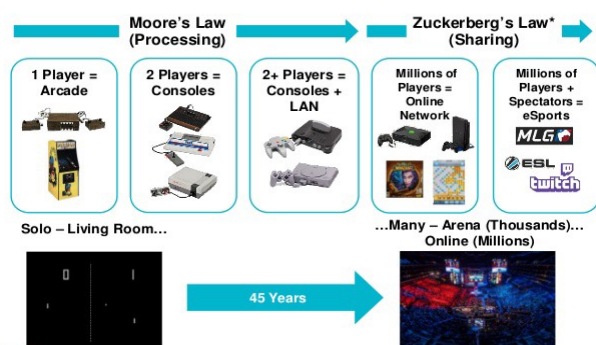 Moore's Law
(Processing)
Zuckerberg's Law*
(Sharing)
1 Player =
Arcade
2 Players =
Consoles
2+ Players =
Consoles +
LAN
Millions of
Players =
Online
Network
Millions of
Players +
Spectators =
eSports
MLG
ESL
twitch
Solo – Living Room…
…Many – Arena (Thousands)…
Online (Millions)
45 Years